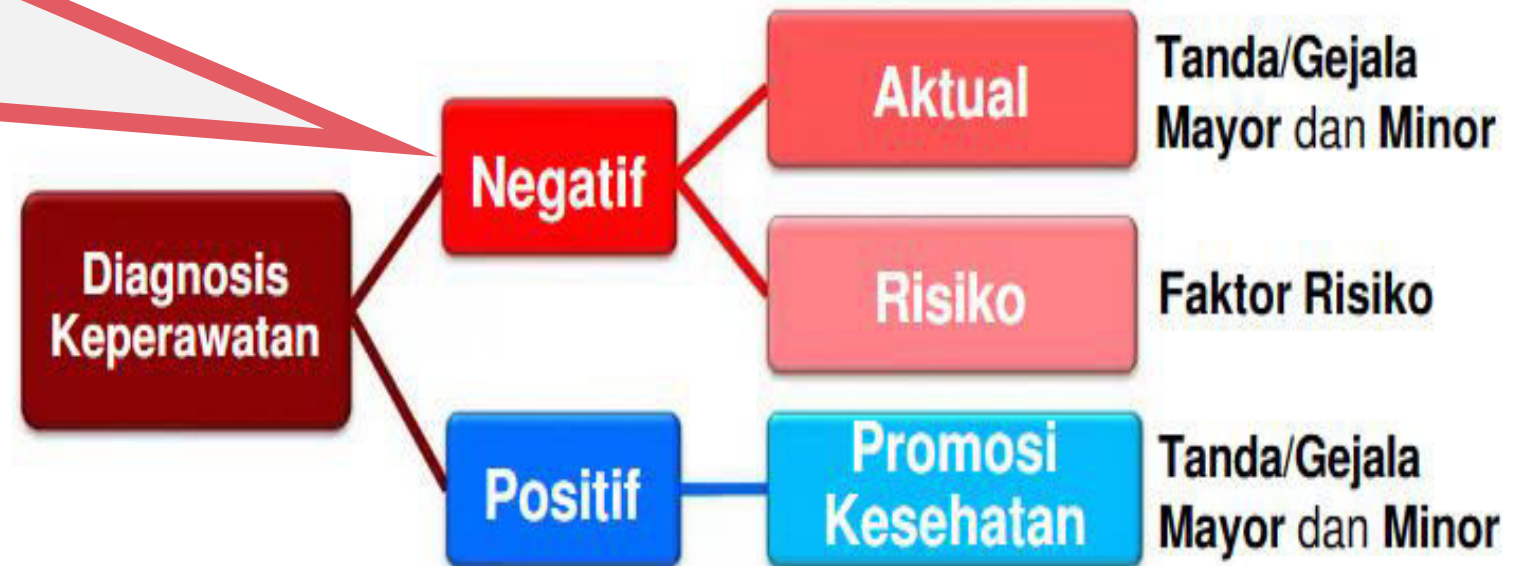 Diagnosis
Keperawatan
Negatif
Aktual
Tanda/Gejala
Mayor dan Minor
Risiko
Faktor Risiko
Positif
Promosi
Kesehatan
Tanda/Gejala
Mayor dan Minor